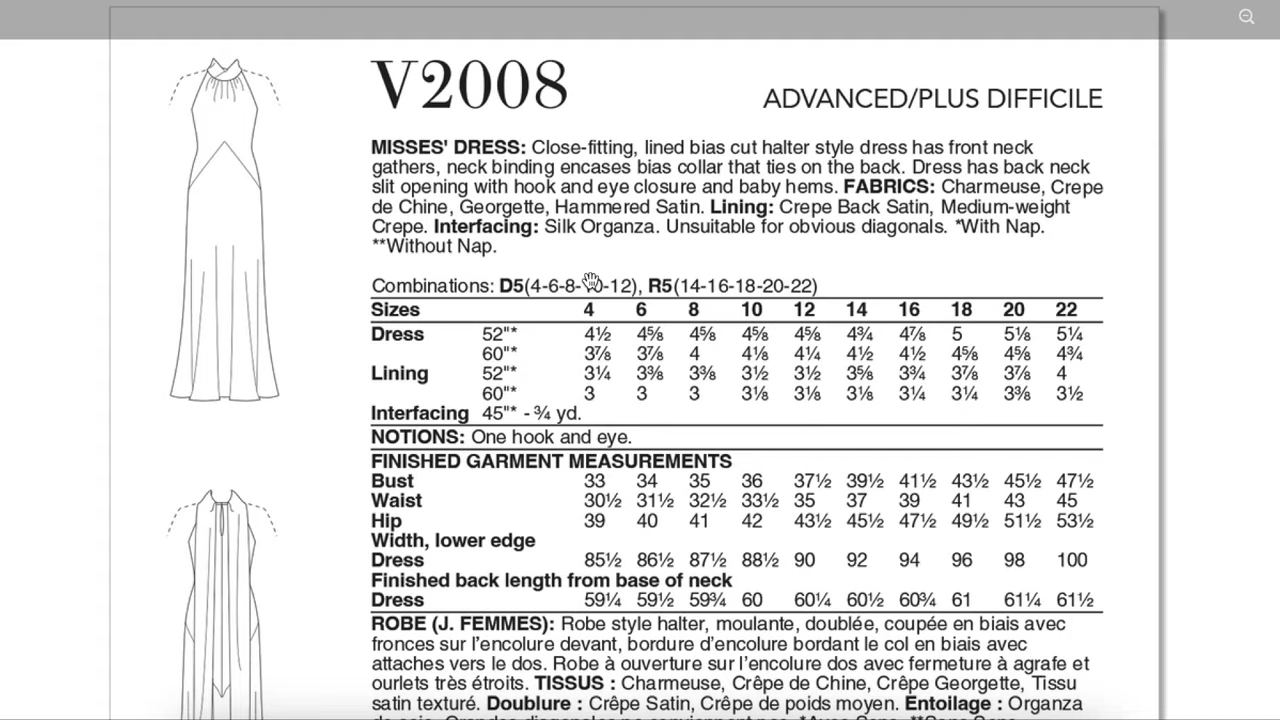 V2008
ADVANCED/PLUS DIFFICILE
MISSES' DRESS: Close-fitting, lined bias cut halter style dress has front neck
gathers, neck binding encases bias collar that ties on the back. Dress has back neck
slit opening with hook and eye closure and baby hems. FABRICS: Charmeuse, Crepe
de Chine, Georgette, Hammered Satin. Lining: Crepe Back Satin, Medium-weight
Crepe. Interfacing: Silk Organza. Unsuitable for obvious diagonals. *With Nap.
**Without Nap.
Combinations: D5(4-6-8-10-12), R5(14-16-18-20-22)
Sizes 4 6 8 10 12 14 16 18 20 22
Dress 52"* 4½ 4⅝ 4⅝ 4⅝ 4⅝ 4¾ 4⅞ 5 5⅛ 5¼
60"* 3⅞ 3⅞ 4 4⅛ 4¼ 4½ 4½ 4⅝ 4⅝ 4¾
Lining 52"* 3¼ 3⅜ 3⅜ 3½ 3½ 3⅝ 3¾ 3⅞ 3⅞ 4
60"* 3 3 3 3⅛ 3⅛ 3⅛ 3¼ 3¼ 3⅜ 3½
Interfacing 45"* - ¾ yd.
NOTIONS: One hook and eye.
FINISHED GARMENT MEASUREMENTS
Bust 33 34 35 36 37½ 39½ 41½ 43½ 45½ 47½
Waist 30½ 31½ 32½ 33½ 35 37 39 41 43 45
Hip 39 40 41 42 43½ 45½ 47½ 49½ 51½ 53½
Width, lower edge
Dress 85½ 86½ 87½ 88½ 90 92 94 96 98 100
Finished back length from base of neck
Dress 59¼ 59½ 59¾ 60 60¼ 60½ 60¾ 61 61¼ 61½
ROBE (J. FEMMES): Robe style halter, moulante, doublée, coupée en biais avec
fronces sur l'encolure devant, bordure d'encolure bordant le col en biais avec
attaches vers le dos. Robe à ouverture sur l'encolure dos avec fermeture à agrafe et
ourlets très étroits. TISSUS : Charmeuse, Crêpe de Chine, Crêpe Georgette, Tissu
satin texturé. Doublure : Crêpe Satin, Crêpe de poids moyen. Entoilage : Organza